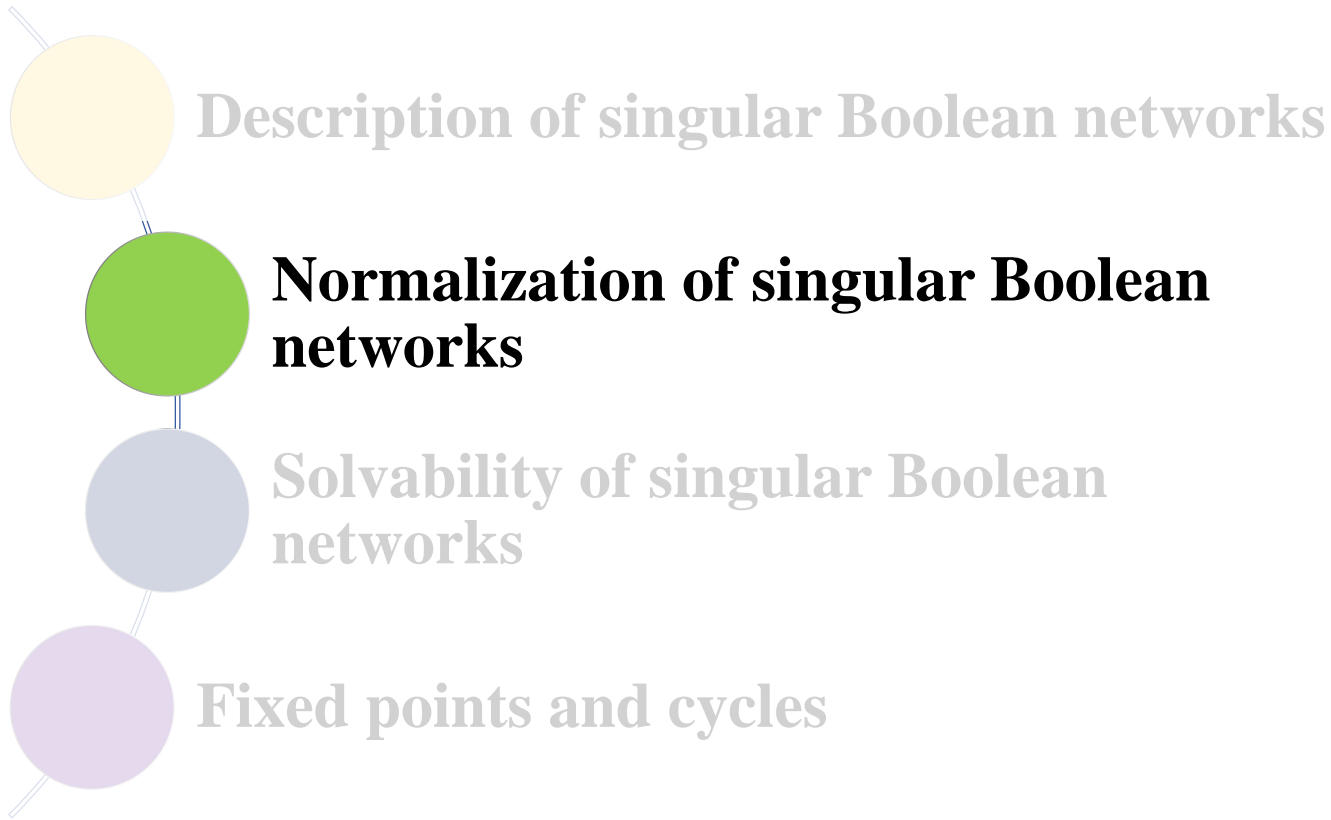 Description of singular Boolean networks
Normalization of singular Boolean
networks
Solvability of singular Boolean
networks
Fixed points and cycles